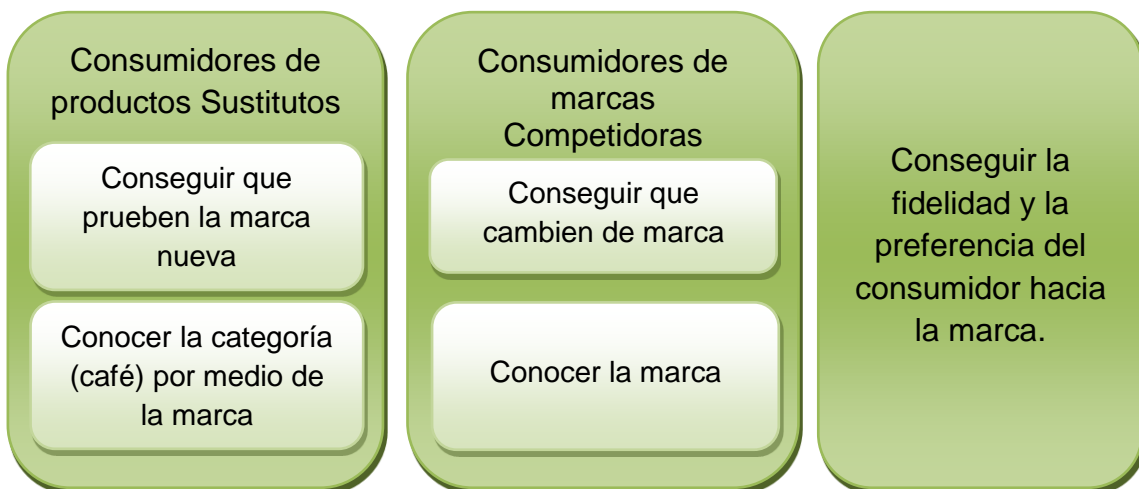 Consumidores de
productos Sustitutos
Conseguir que
prueben la marca
nueva
Conocer la categoría
(café) por medio de
la marca
Consumidores de
marcas
Competidoras
Conseguir que
cambien de marca
Conocer la marca
Conseguir la
fidelidad y la
preferencia del
consumidor hacia
la marca.